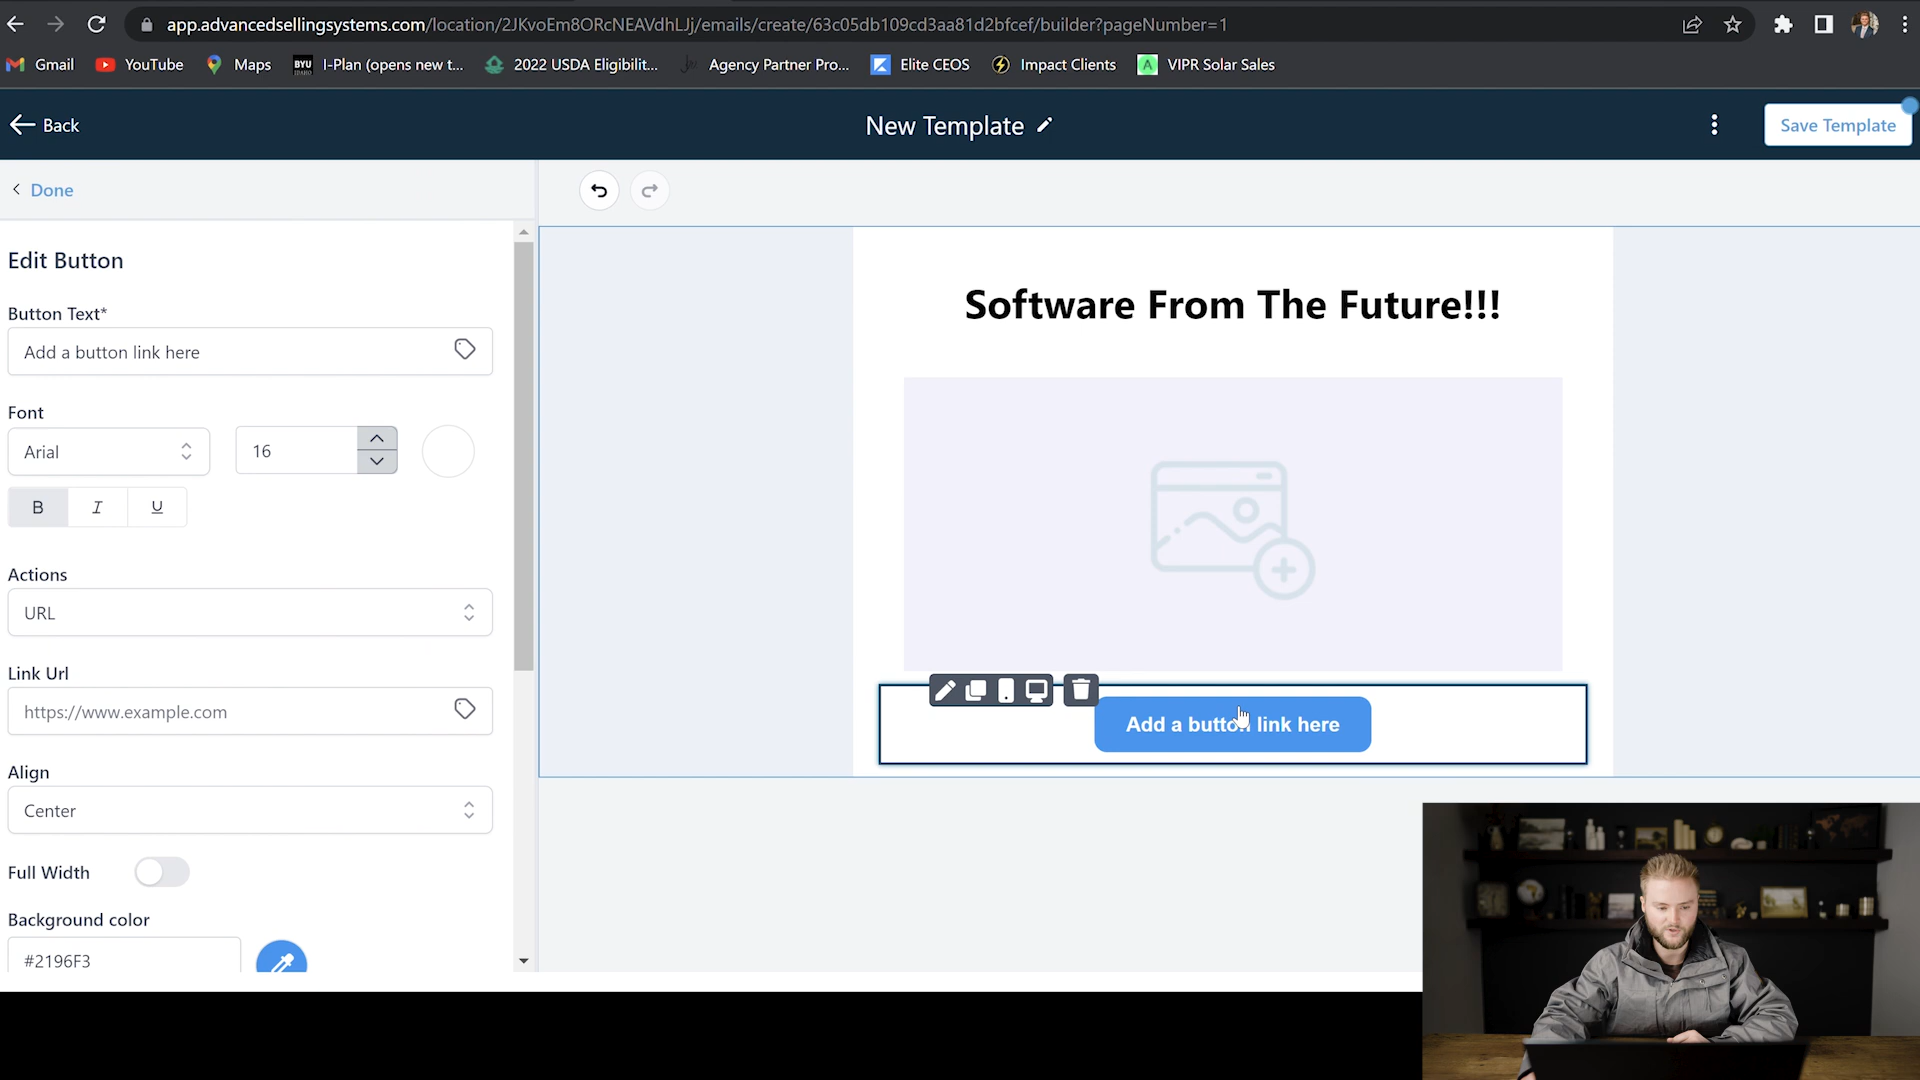 app.advancedsellingsystems.com/location/2JKvoEm8ORcNEAVdhLJj/emails/create/63c05db109cd3aa81d2bfcef/builder?pageNumber=1
Gmail YouTube Maps BYU IDAHO I-Plan (opens new t... 2022 USDA Eligibilit... Agency Partner Pro... Elite CEOS Impact Clients A VIPR Solar Sales
Back
New Template
Save Template
Done
Edit Button
Button Text*
Add a button link here
Font
Arial
16
B I U
Actions
URL
Link Url
https://www.example.com
Align
Center
Full Width
Background color
#2196F3
Software From The Future!!!
Add a button link here